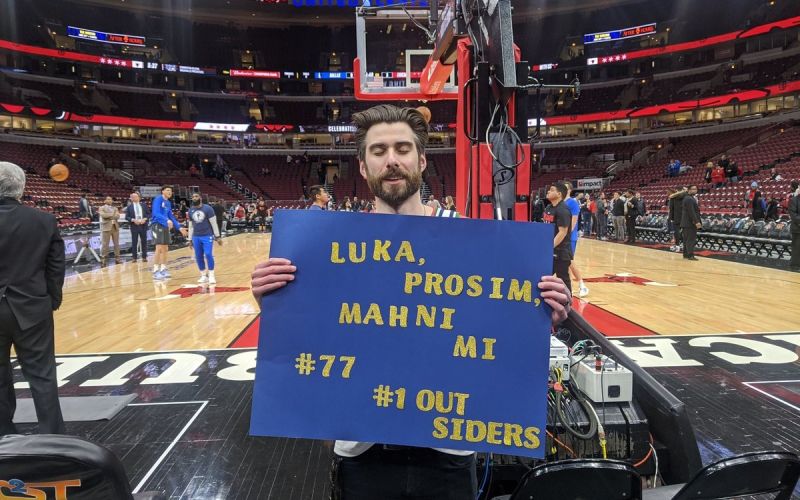 LUKA,
PROSIM,
MAHNI
MI
#77
#1 OUT
SIDERS